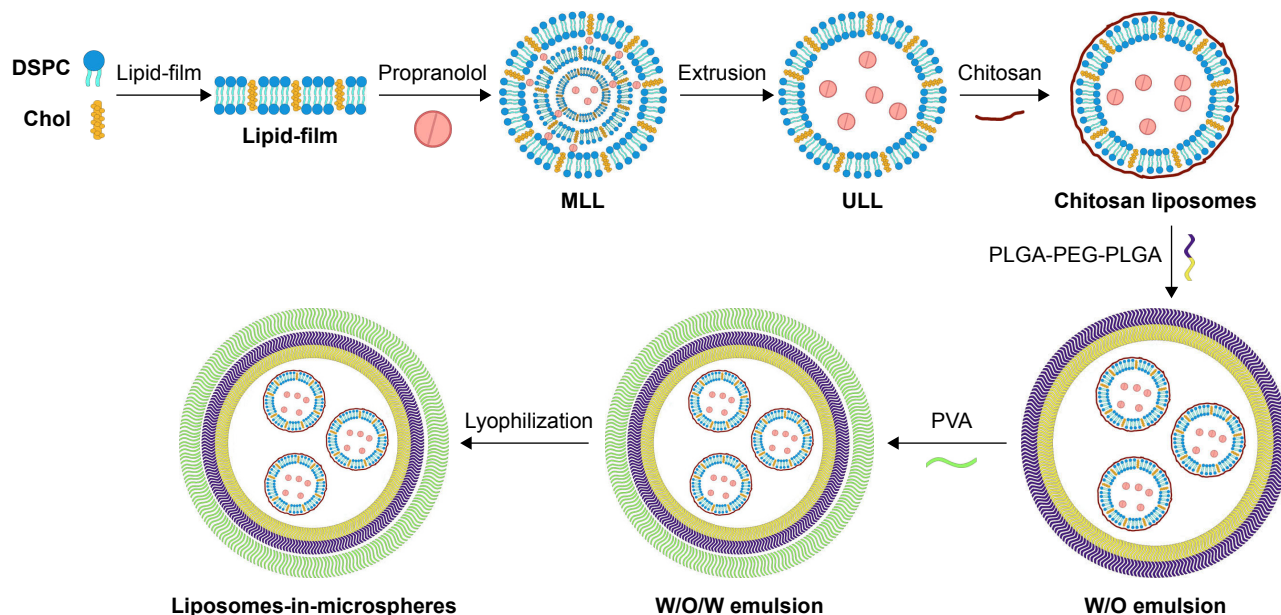 DSPC
Chol
Lipid-film
Lipid-film
Propranolol
MLL
Extrusion
ULL
Chitosan
Chitosan liposomes
PLGA-PEG-PLGA
W/O emulsion
PVA
W/O/W emulsion
Lyophilization
Liposomes-in-microspheres